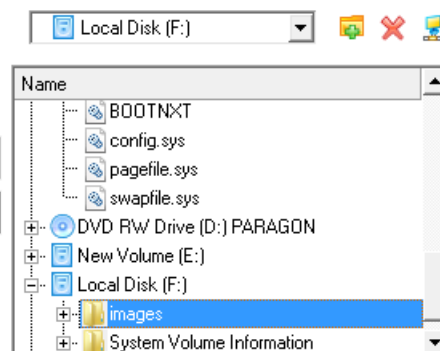 Local Disk (F:)
Name
BOOTNXT
config.sys
pagefile.sys
swapfile.sys
DVD RW Drive (D:) PARAGON
New Volume (E:)
Local Disk (F:)
images
System Volume Information